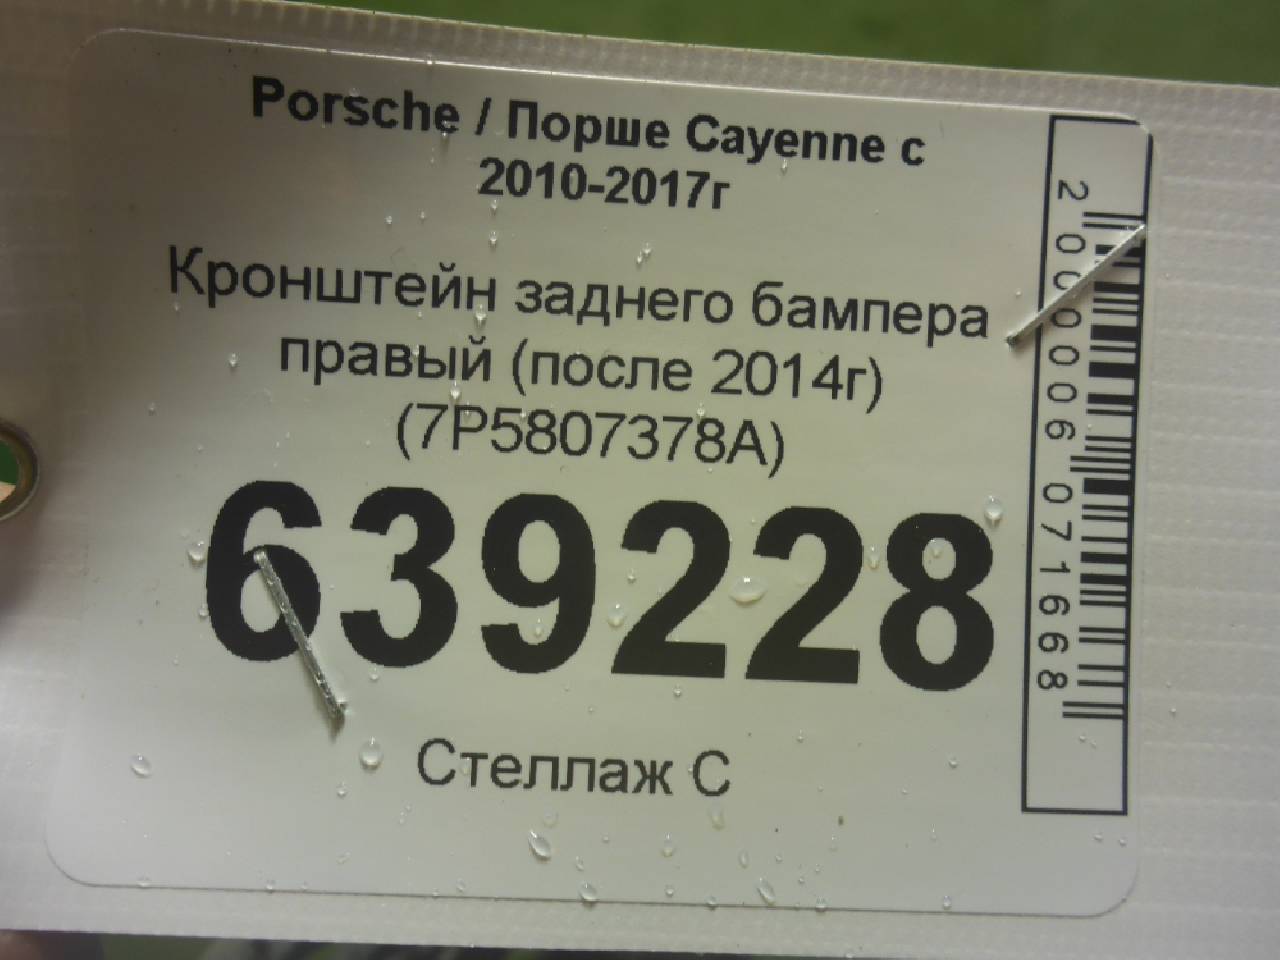 Porsche / Порше Cayenne с
2010-2017г
Кронштейн заднего бампера
правый (после 2014г)
(7P5807378A)
639228
Стеллаж С
2000006071668